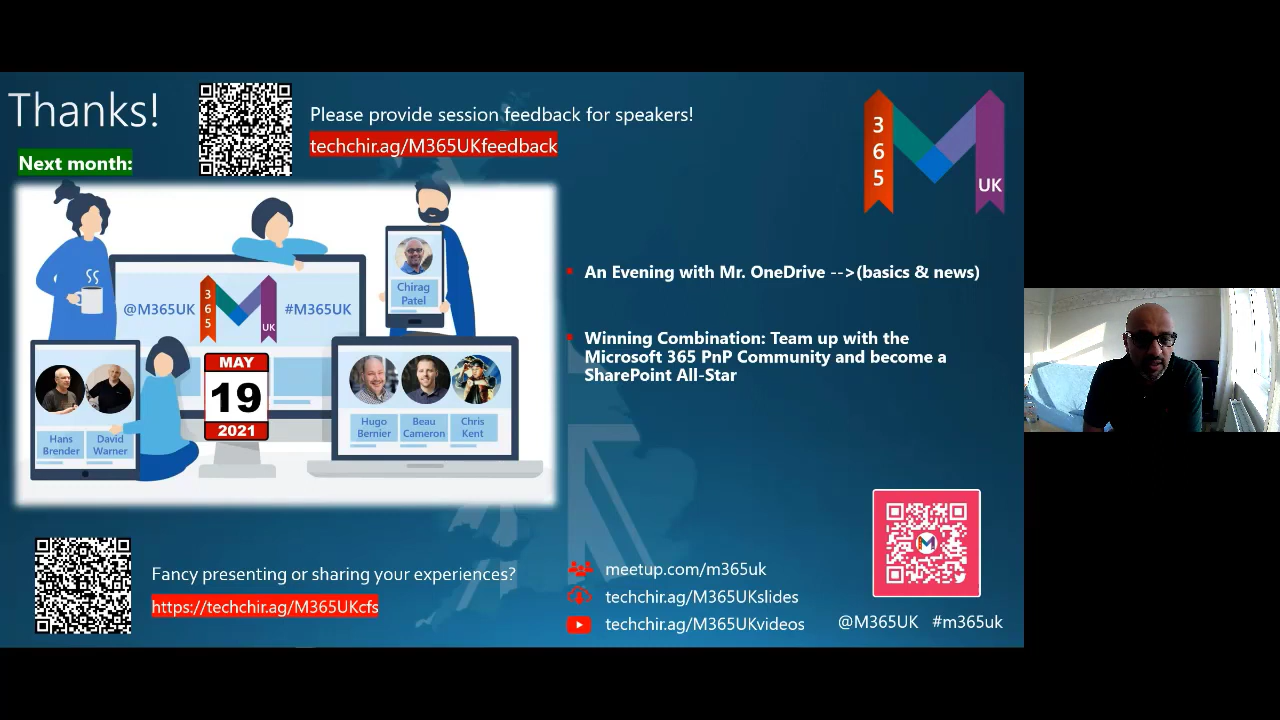 Thanks!
Please provide session feedback for speakers!
techchir.ag/M365UKfeedback
Next month:
365
UK
Chirag
Patel
@M365UK
365
UK
#M365UK
MAY
19
2021
Hans
Brender
David
Warner
Hugo
Bernier
Beau
Cameron
Chris
Kent
An Evening with Mr. OneDrive -->(basics & news)
Winning Combination: Team up with the
Microsoft 365 PnP Community and become a
SharePoint All-Star
Fancy presenting or sharing your experiences?
https://techchir.ag/M365UKcfs
meetup.com/m365uk
techchir.ag/M365UKslides
techchir.ag/M365UKvideos
@M365UK #m365uk